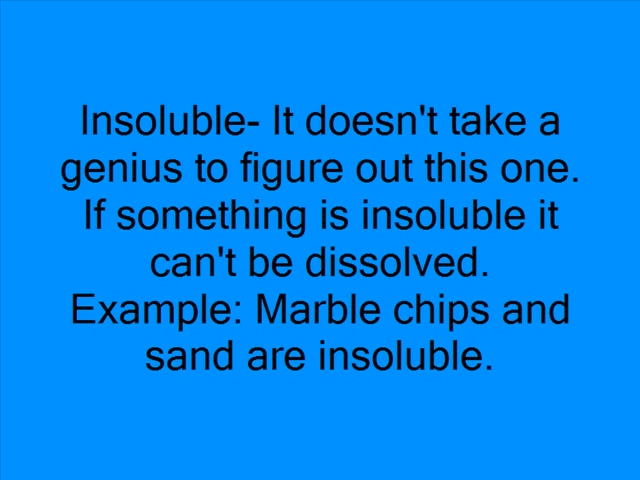 Insoluble- It doesn't take a
genius to figure out this one.
If something is insoluble it
can't be dissolved.
Example: Marble chips and
sand are insoluble.